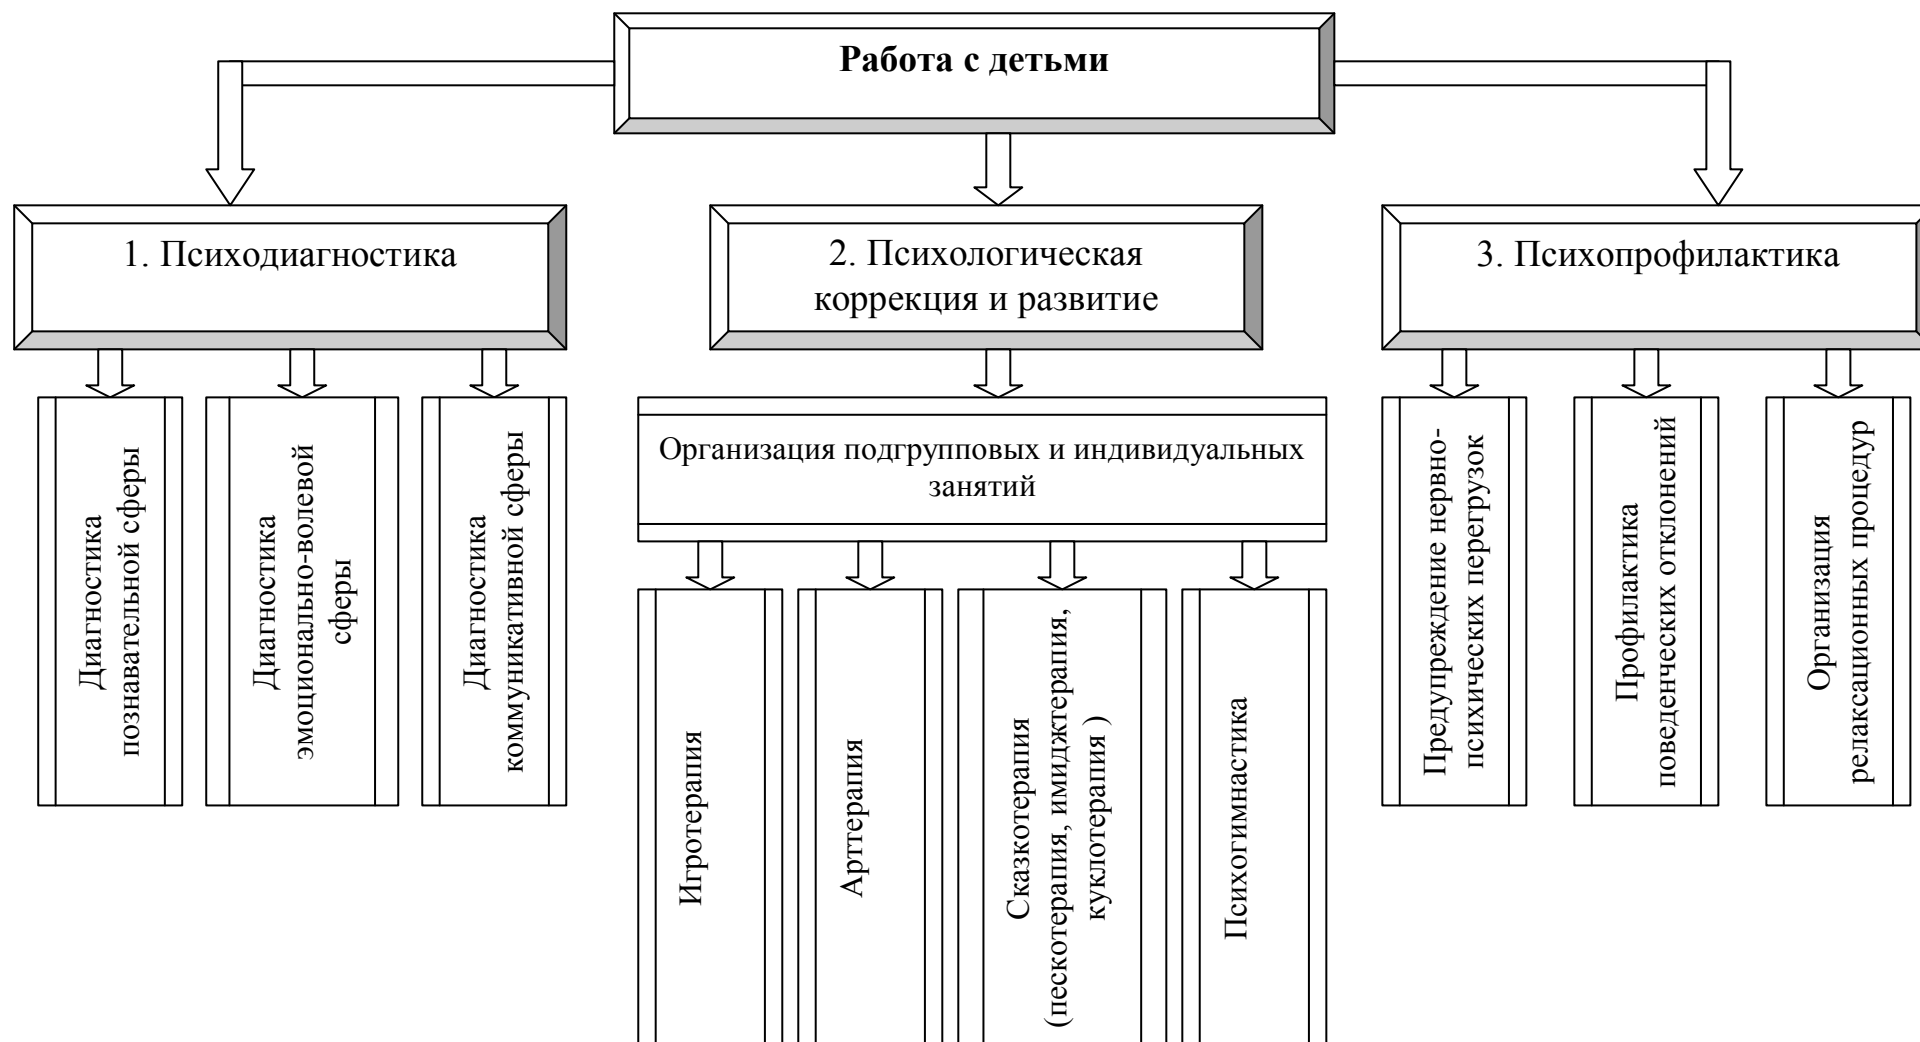 Работа с детьми
1. Психодиагностика
2. Психологическая
коррекция и развитие
3. Психопрофилактика
Диагностика
познавательной сферы
Диагностика
эмоционально-волевой
сферы
Диагностика
коммуникативной сферы
Организация подгрупповых и индивидуальных
занятий
Игротерапия
Арттерапия
Сказкотерапия
(пескотерапия, имиджтерапия,
куклотерапия )
Психогимнастика
Предупреждение нервно-
психических перегрузок
Профилактика
поведенческих отклонений
Организация
релаксационных процедур